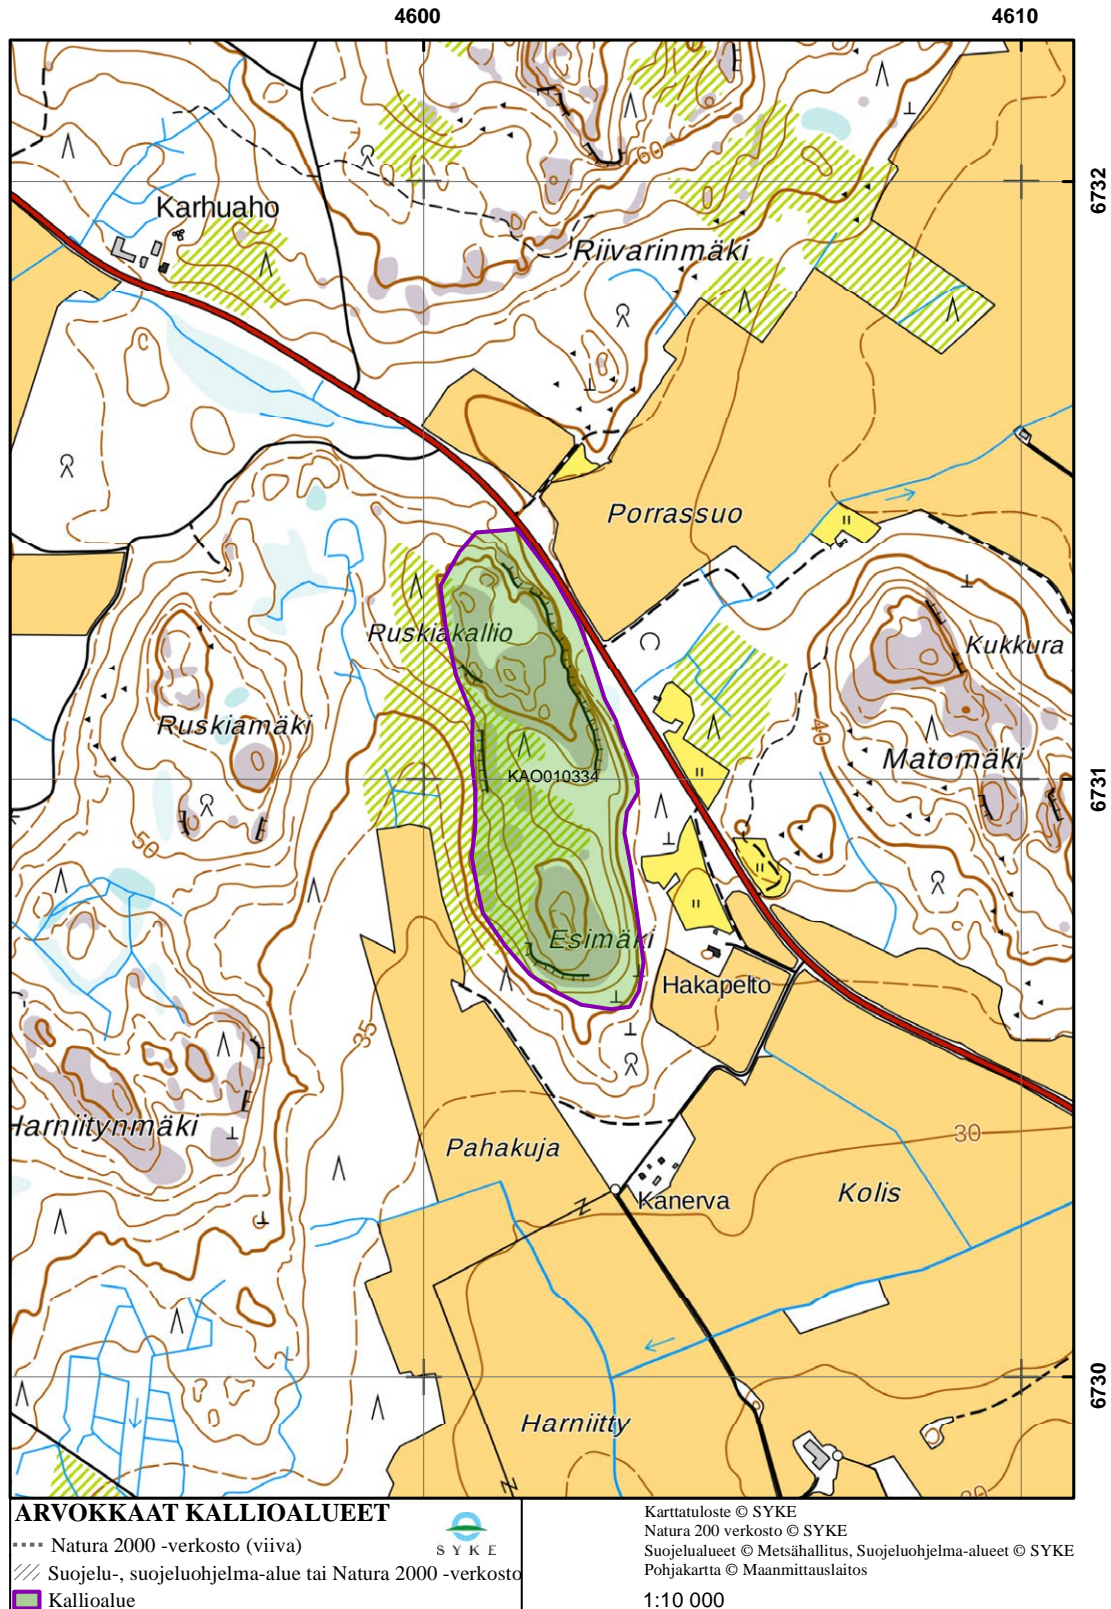 4600 4610
60
6732
Karhuaho
Riivarinmäki
Porrassuo
Ruskiakallio
Kukkura
Ruskiamäki
40
Matomäki
KAO010334
6731
50
Esimäki
Hakapelto
35
Harniitynmäki
Pahakuja
30
Kolis
Kanerva
6730
Harniitty
30
ARVOKKAAT KALLIOALUEET
SYKE
Natura 2000 -verkosto (viiva)
Suojelu-, suojeluohjelma-alue tai Natura 2000 -verkosto
Kallioalue
Karttatuloste © SYKE
Natura 200 verkosto © SYKE
Suojelualueet © Metsähallitus, Suojeluohjelma-alueet © SYKE
Pohjakartta © Maanmittauslaitos
1:10 000